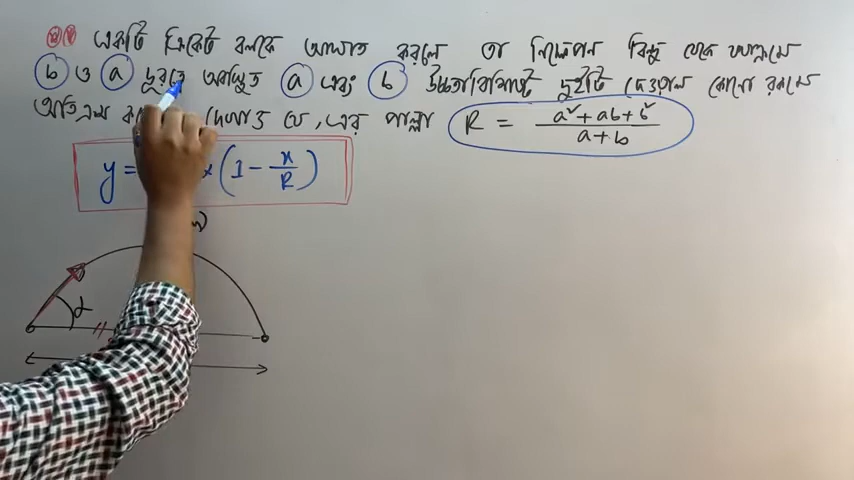 একটি ক্রিকেট বলকে আঘাত করলে তা নিক্ষেপন বিন্দু থেকে যথাক্রমে
b ও a দূরত্বে অবস্থিত a এবং b উচ্চতাবিশিষ্ট দুইটি দেওয়াল কোনো রকমে
অতিক্রম দেখাও যে, এর পাল্লা R = (a² + ab + b²)/(a + b)
y = x (1 - x/R)
α